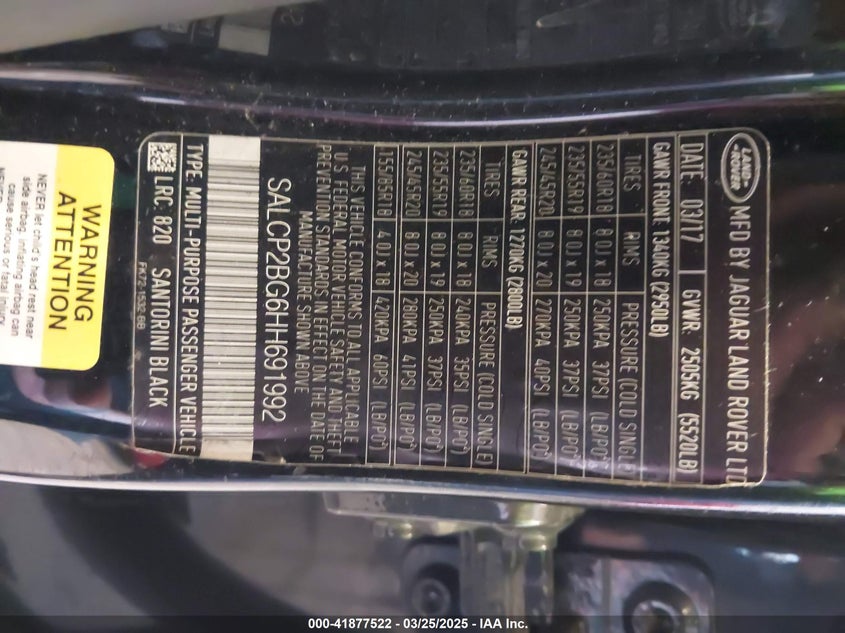 LAND-
ROVER
MFD BY JAGUAR LAND ROVER LTD
DATE: 03/17 GVWR: 2505KG (5520LB)
GAWR FRONT: 1340KG (2950LB)
TIRES RIMS PRESSURE (COLD SINGLE)
235/60R18 8.0J x 18 250KPA 37PSI (LB/PO²)
235/55R19 8.0J x 19 250KPA 37PSI (LB/PO²)
245/45R20 8.0J x 20 270KPA 40PSI (LB/PO²)
GAWR REAR: 1270KG (2800LB)
TIRES RIMS PRESSURE (COLD SINGLE)
235/60R18 8.0J x 18 240KPA 35PSI (LB/PO²)
235/55R19 8.0J x 19 250KPA 37PSI (LB/PO²)
245/45R20 8.0J x 20 280KPA 41PSI (LB/PO²)
155/85R18 4.0J x 18 420KPA 60PSI (LB/PO²)
THIS VEHICLE CONFORMS TO ALL APPLICABLE
U.S FEDERAL MOTOR VEHICLE SAFETY AND THEFT
PREVENTION STANDARDS IN EFFECT ON THE DATE OF
MANUFACTURE SHOWN ABOVE
SALCP2BG6HH691992
TYPE: MULTI-PURPOSE PASSENGER VEHICLE
LRC: 820 SANTORINI BLACK
WARNING
ATTENTION
NEVER let child's head rest near
side airbag, inflating airbag can
cause serious or fatal injury.
000-41877522 - 03/25/2025 - IAA Inc.